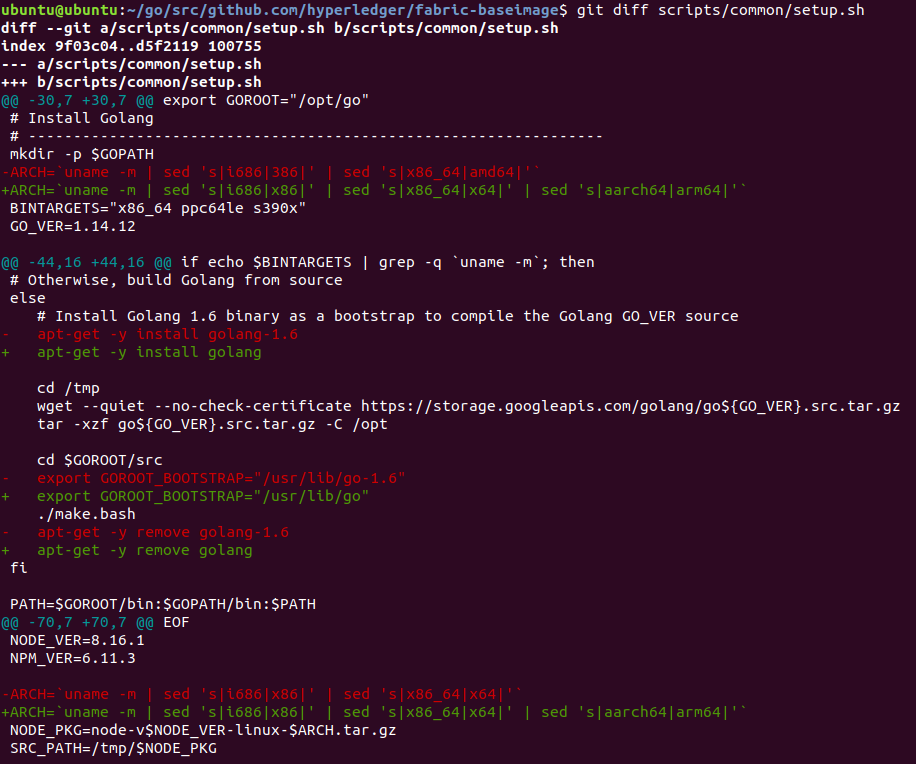 ubuntu@ubuntu:~/go/src/github.com/hyperledger/fabric-baseimage$ git diff scripts/common/setup.sh
diff --git a/scripts/common/setup.sh b/scripts/common/setup.sh
index 9f03c04..d5f2119 100755
--- a/scripts/common/setup.sh
+++ b/scripts/common/setup.sh
@@ -30,7 +30,7 @@ export GOROOT="/opt/go"
 # Install Golang
 # ----------------------------------------------------------------
 mkdir -p $GOPATH
-ARCH=`uname -m | sed 's|i686|386|' | sed 's|x86_64|amd64|'`
+ARCH=`uname -m | sed 's|i686|x86|' | sed 's|x86_64|x64|' | sed 's|aarch64|arm64|'`
 BINTARGETS="x86_64 ppc64le s390x"
 GO_VER=1.14.12

@@ -44,16 +44,16 @@ if echo $BINTARGETS | grep -q `uname -m`; then
 # Otherwise, build Golang from source
 else
    # Install Golang 1.6 binary as a bootstrap to compile the Golang GO_VER source
-   apt-get -y install golang-1.6
+   apt-get -y install golang

    cd /tmp
    wget --quiet --no-check-certificate https://storage.googleapis.com/golang/go${GO_VER}.src.tar.gz
    tar -xzf go${GO_VER}.src.tar.gz -C /opt

    cd $GOROOT/src
-   export GOROOT_BOOTSTRAP="/usr/lib/go-1.6"
+   export GOROOT_BOOTSTRAP="/usr/lib/go"
    ./make.bash
-   apt-get -y remove golang-1.6
+   apt-get -y remove golang
 fi

 PATH=$GOROOT/bin:$GOPATH/bin:$PATH
@@ -70,7 +70,7 @@ EOF
 NODE_VER=8.16.1
 NPM_VER=6.11.3

-ARCH=`uname -m | sed 's|i686|x86|' | sed 's|x86_64|x64|'`
+ARCH=`uname -m | sed 's|i686|x86|' | sed 's|x86_64|x64|' | sed 's|aarch64|arm64|'`
 NODE_PKG=node-v$NODE_VER-linux-$ARCH.tar.gz
 SRC_PATH=/tmp/$NODE_PKG